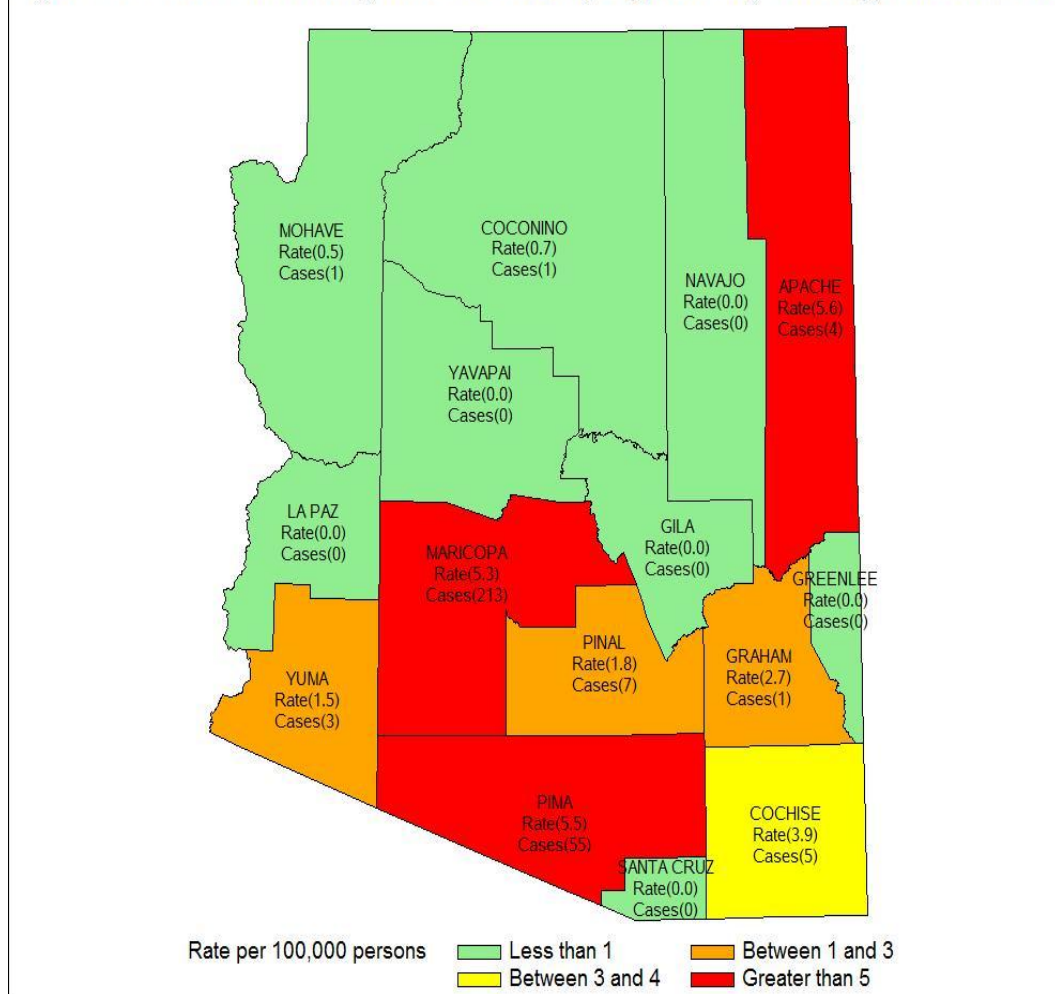 MOHAVE
Rate(0.5)
Cases(1)
COCONINO
Rate(0.7)
Cases(1)
NAVAJO
Rate(0.0)
Cases(0)
APACHE
Rate(5.6)
Cases(4)
YAVAPAI
Rate(0.0)
Cases(0)
LA PAZ
Rate(0.0)
Cases(0)
MARICOPA
Rate(5.3)
Cases(213)
GILA
Rate(0.0)
Cases(0)
GREENLEE
Rate(0.0)
Cases(0)
YUMA
Rate(1.5)
Cases(3)
PINAL
Rate(1.8)
Cases(7)
GRAHAM
Rate(2.7)
Cases(1)
PIMA
Rate(5.5)
Cases(55)
COCHISE
Rate(3.9)
Cases(5)
SANTA CRUZ
Rate(0.0)
Cases(0)
Rate per 100,000 persons
Less than 1
Between 1 and 3
Between 3 and 4
Greater than 5